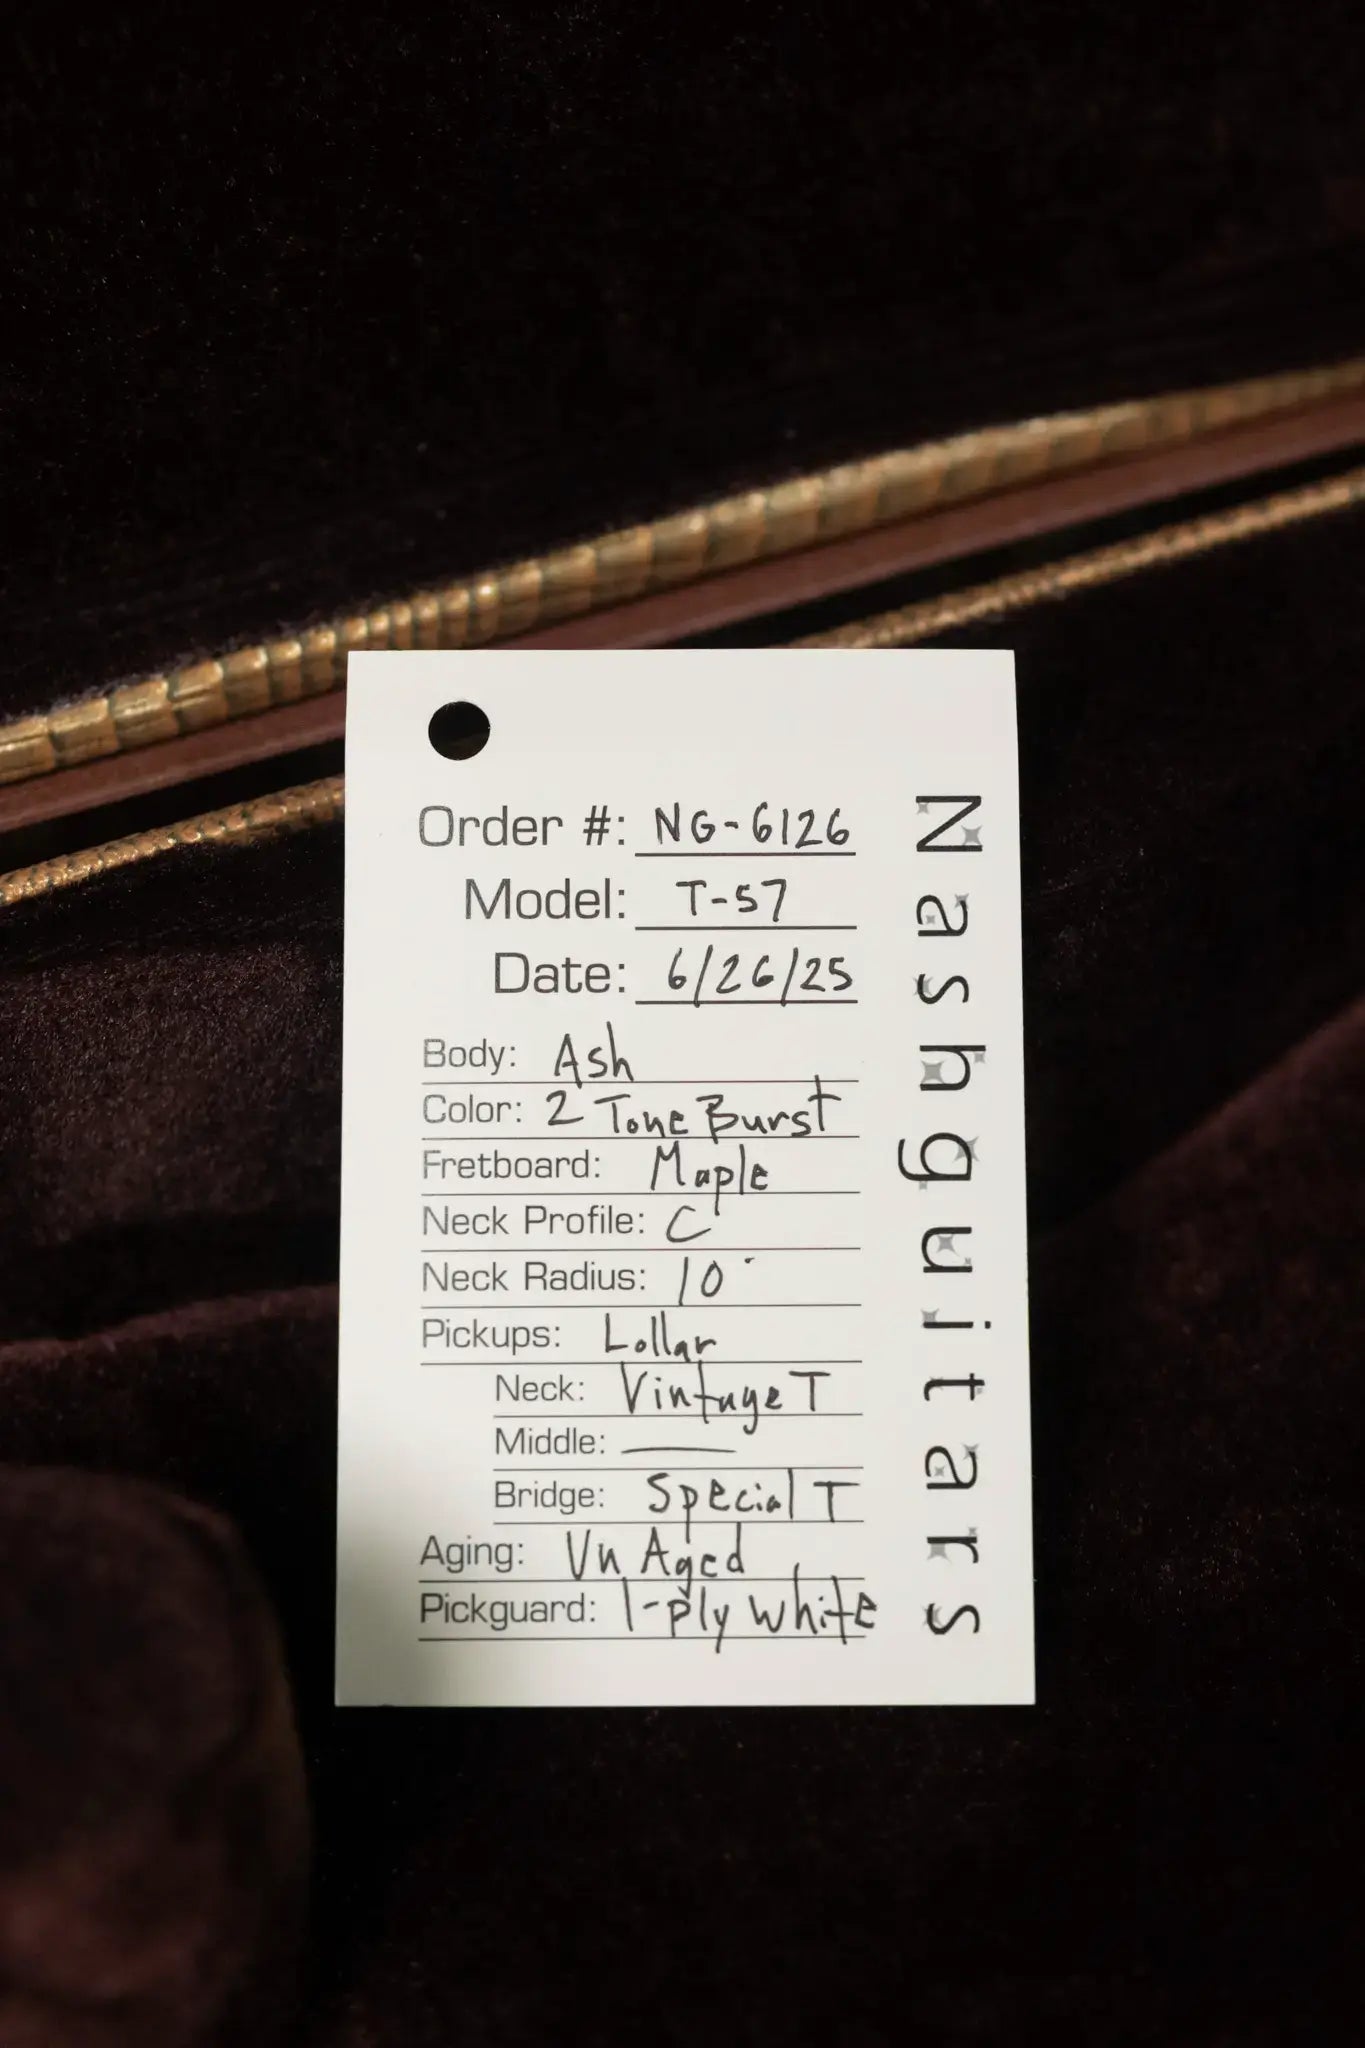 Order #: NG-6126
Model: T-57
Date: 6/26/25
Body: Ash
Color: 2 Tone Burst
Fretboard: Maple
Neck Profile: C
Neck Radius: 10"
Pickups: Lollar
Neck: Vintage T
Middle: —
Bridge: Special T
Aging: Un Aged
Pickguard: 1-ply white
Nashguitars